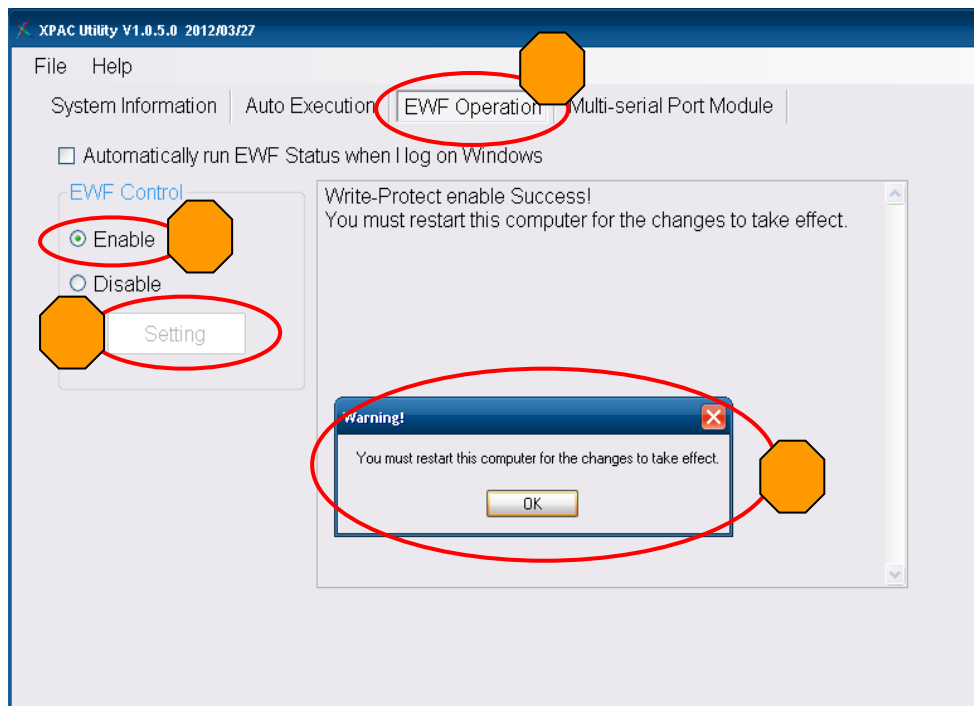 XPAC Utility V1.0.5.0 2012/03/27
File Help
System Information Auto Execution EWF Operation Multi-serial Port Module
Automatically run EWF Status when I log on Windows
EWF Control
Enable
Disable
Setting
Write-Protect enable Success!
You must restart this computer for the changes to take effect.
Warning!
You must restart this computer for the changes to take effect.
OK